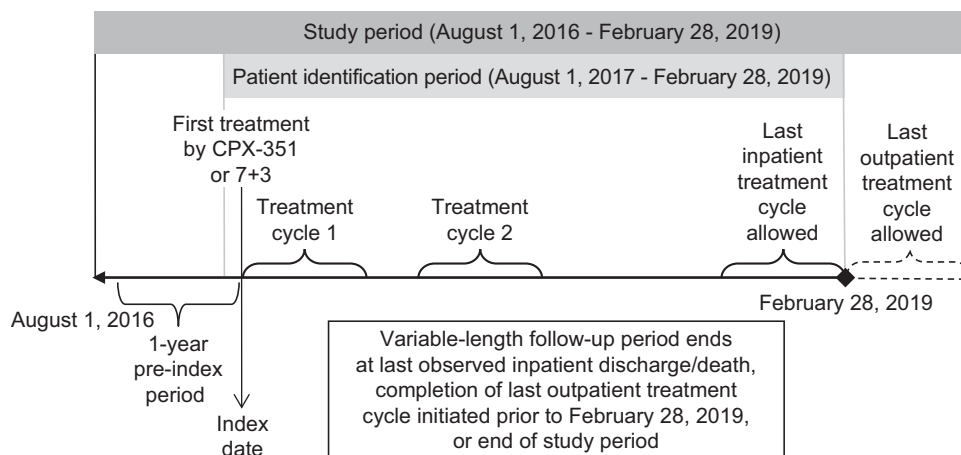 Study period (August 1, 2016 - February 28, 2019)
Patient identification period (August 1, 2017 - February 28, 2019)
First treatment
by CPX-351
or 7+3
Treatment
cycle 1
Treatment
cycle 2
Last
inpatient
treatment
cycle
allowed
Last
outpatient
treatment
cycle
allowed
August 1, 2016
February 28, 2019
1-year
pre-index
period
Index
date
Variable-length follow-up period ends
at last observed inpatient discharge/death,
completion of last outpatient treatment
cycle initiated prior to February 28, 2019,
or end of study period